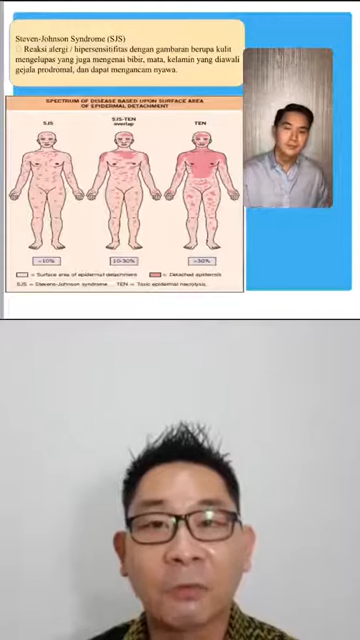 Steven-Johnson Syndrome (SJS)
Reaksi alergi / hipersensitifitas dengan gambaran berupa kulit
mengelupas yang juga mengenai bibir, mata, kelamin yang diawali
gejala prodromal, dan dapat mengancam nyawa.
SPECTRUM OF DISEASE BASED UPON SURFACE AREA
OF EPIDERMAL DETACHMENT
SJS
SJS-TEN
overlap
TEN
<10%
10-30%
>30%
= Surface area of epidermal detachment
= Detached epidermis
SJS = Stevens-Johnson syndrome
TEN = Toxic epidermal necrolysis